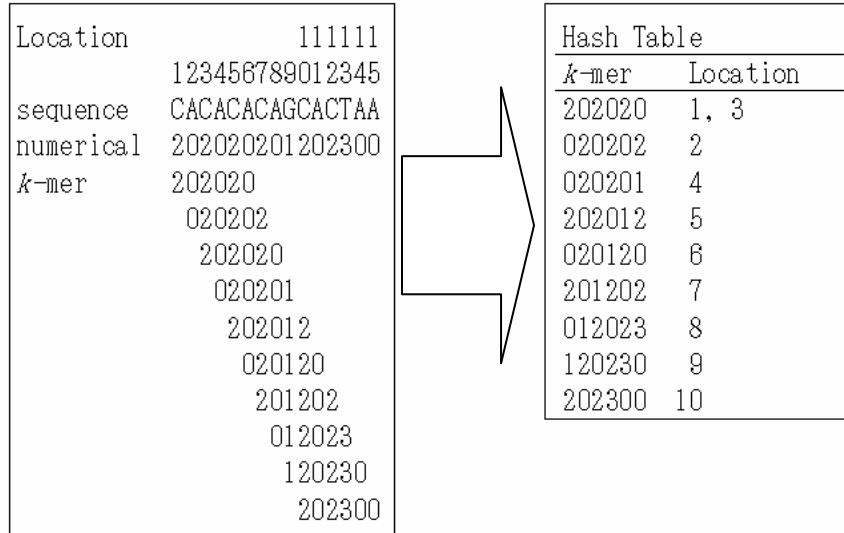 Location 111111
123456789012345
sequence CACACACAGCACTAA
numerical 202020201202300
k-mer 202020
020202
202020
020201
202012
020120
201202
012023
120230
202300
Hash Table
k-mer Location
202020 1, 3
020202 2
020201 4
202012 5
020120 6
201202 7
012023 8
120230 9
202300 10